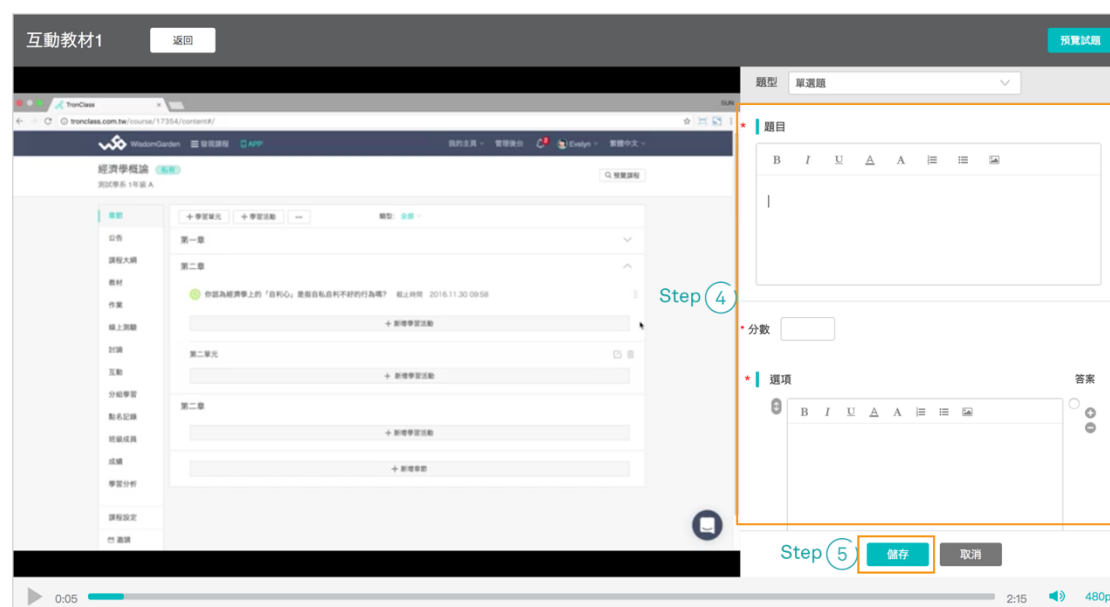 互動教材1 返回 預覽試題
題型 單選題
TronClass
tronclass.com.tw/course/17354/content#/
WisdomGarden 發現課程 APP 我的主頁 管理後台 2 Evelyn 繁體中文
經濟學概論
測試學系 1年級 A
預覽課程
* 題目
B I U A A
章節
+ 學習單元 + 學習活動 類型: 全部
公告
第一章
課程大綱
第二章
教材
你認為經濟學上的「自利心」是指自私自利不好的行為嗎? 截止時間 2016.11.30 09:58
作業
+ 新增學習活動
線上測驗
討論
第二單元
互動
+ 新增學習活動
分組學習
第二章
點名記錄
+ 新增學習活動
班級成員
成績
+ 新增章節
學習分析
課程設定
邀請
Step 4
* 分數
* 選項 答案
B I U A A
Step 5 儲存 取消
0:05 2:15 480p